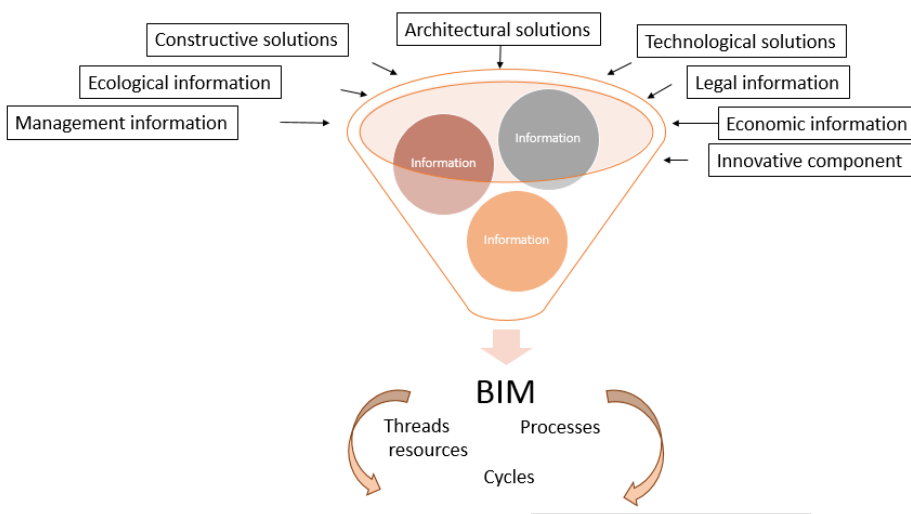 Architectural solutions
Constructive solutions
Technological solutions
Ecological information
Legal information
Management information
Economic information
Innovative component
Information
Information
Information
BIM
Threads
resources
Processes
Cycles